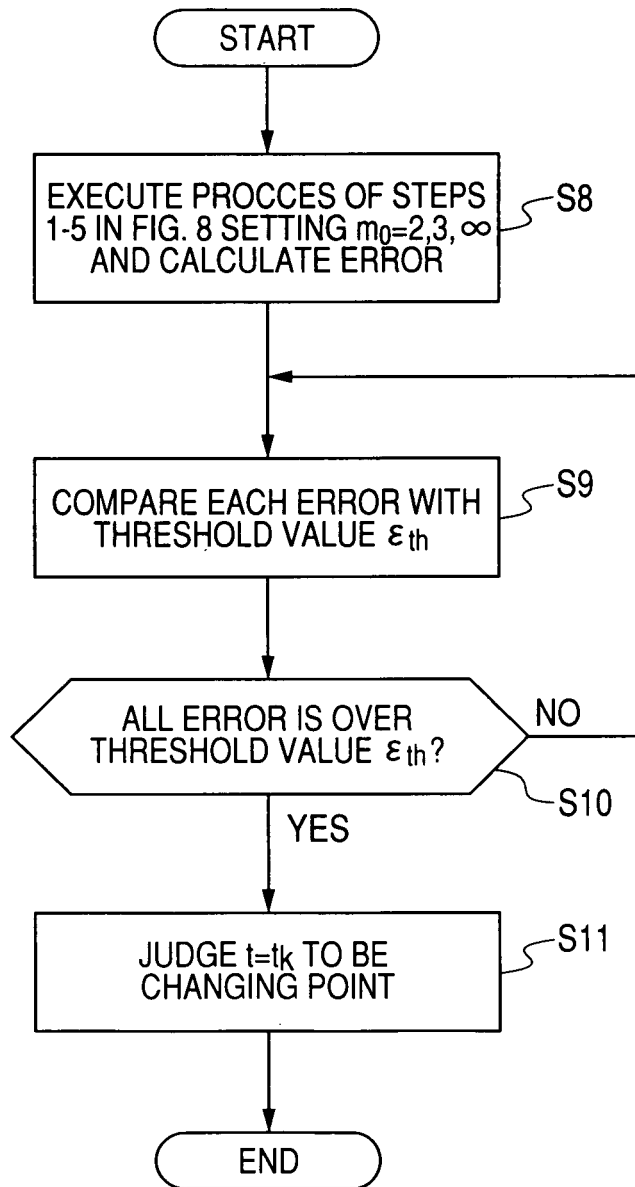 START
EXECUTE PROCCES OF STEPS
1-5 IN FIG. 8 SETTING m₀=2,3, ∞
AND CALCULATE ERROR
S8
COMPARE EACH ERROR WITH
THRESHOLD VALUE εth
S9
ALL ERROR IS OVER
THRESHOLD VALUE εth?
NO
S10
YES
JUDGE t=tk TO BE
CHANGING POINT
S11
END